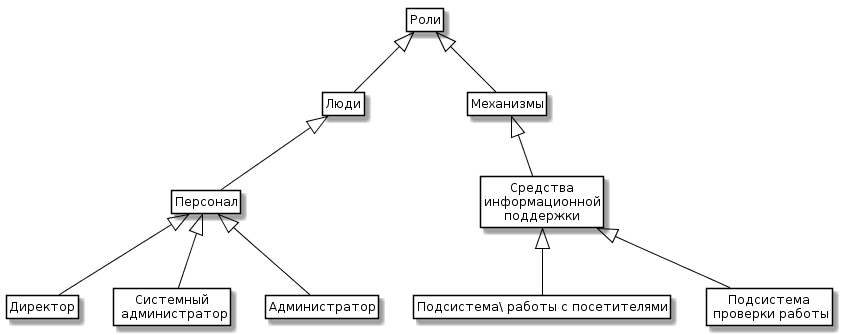 Роли
Люди
Механизмы
Персонал
Средства
информационной
поддержки
Директор
Системный
администратор
Администратор
Подсистема\ работы с посетителями
Подсистема
проверки работы